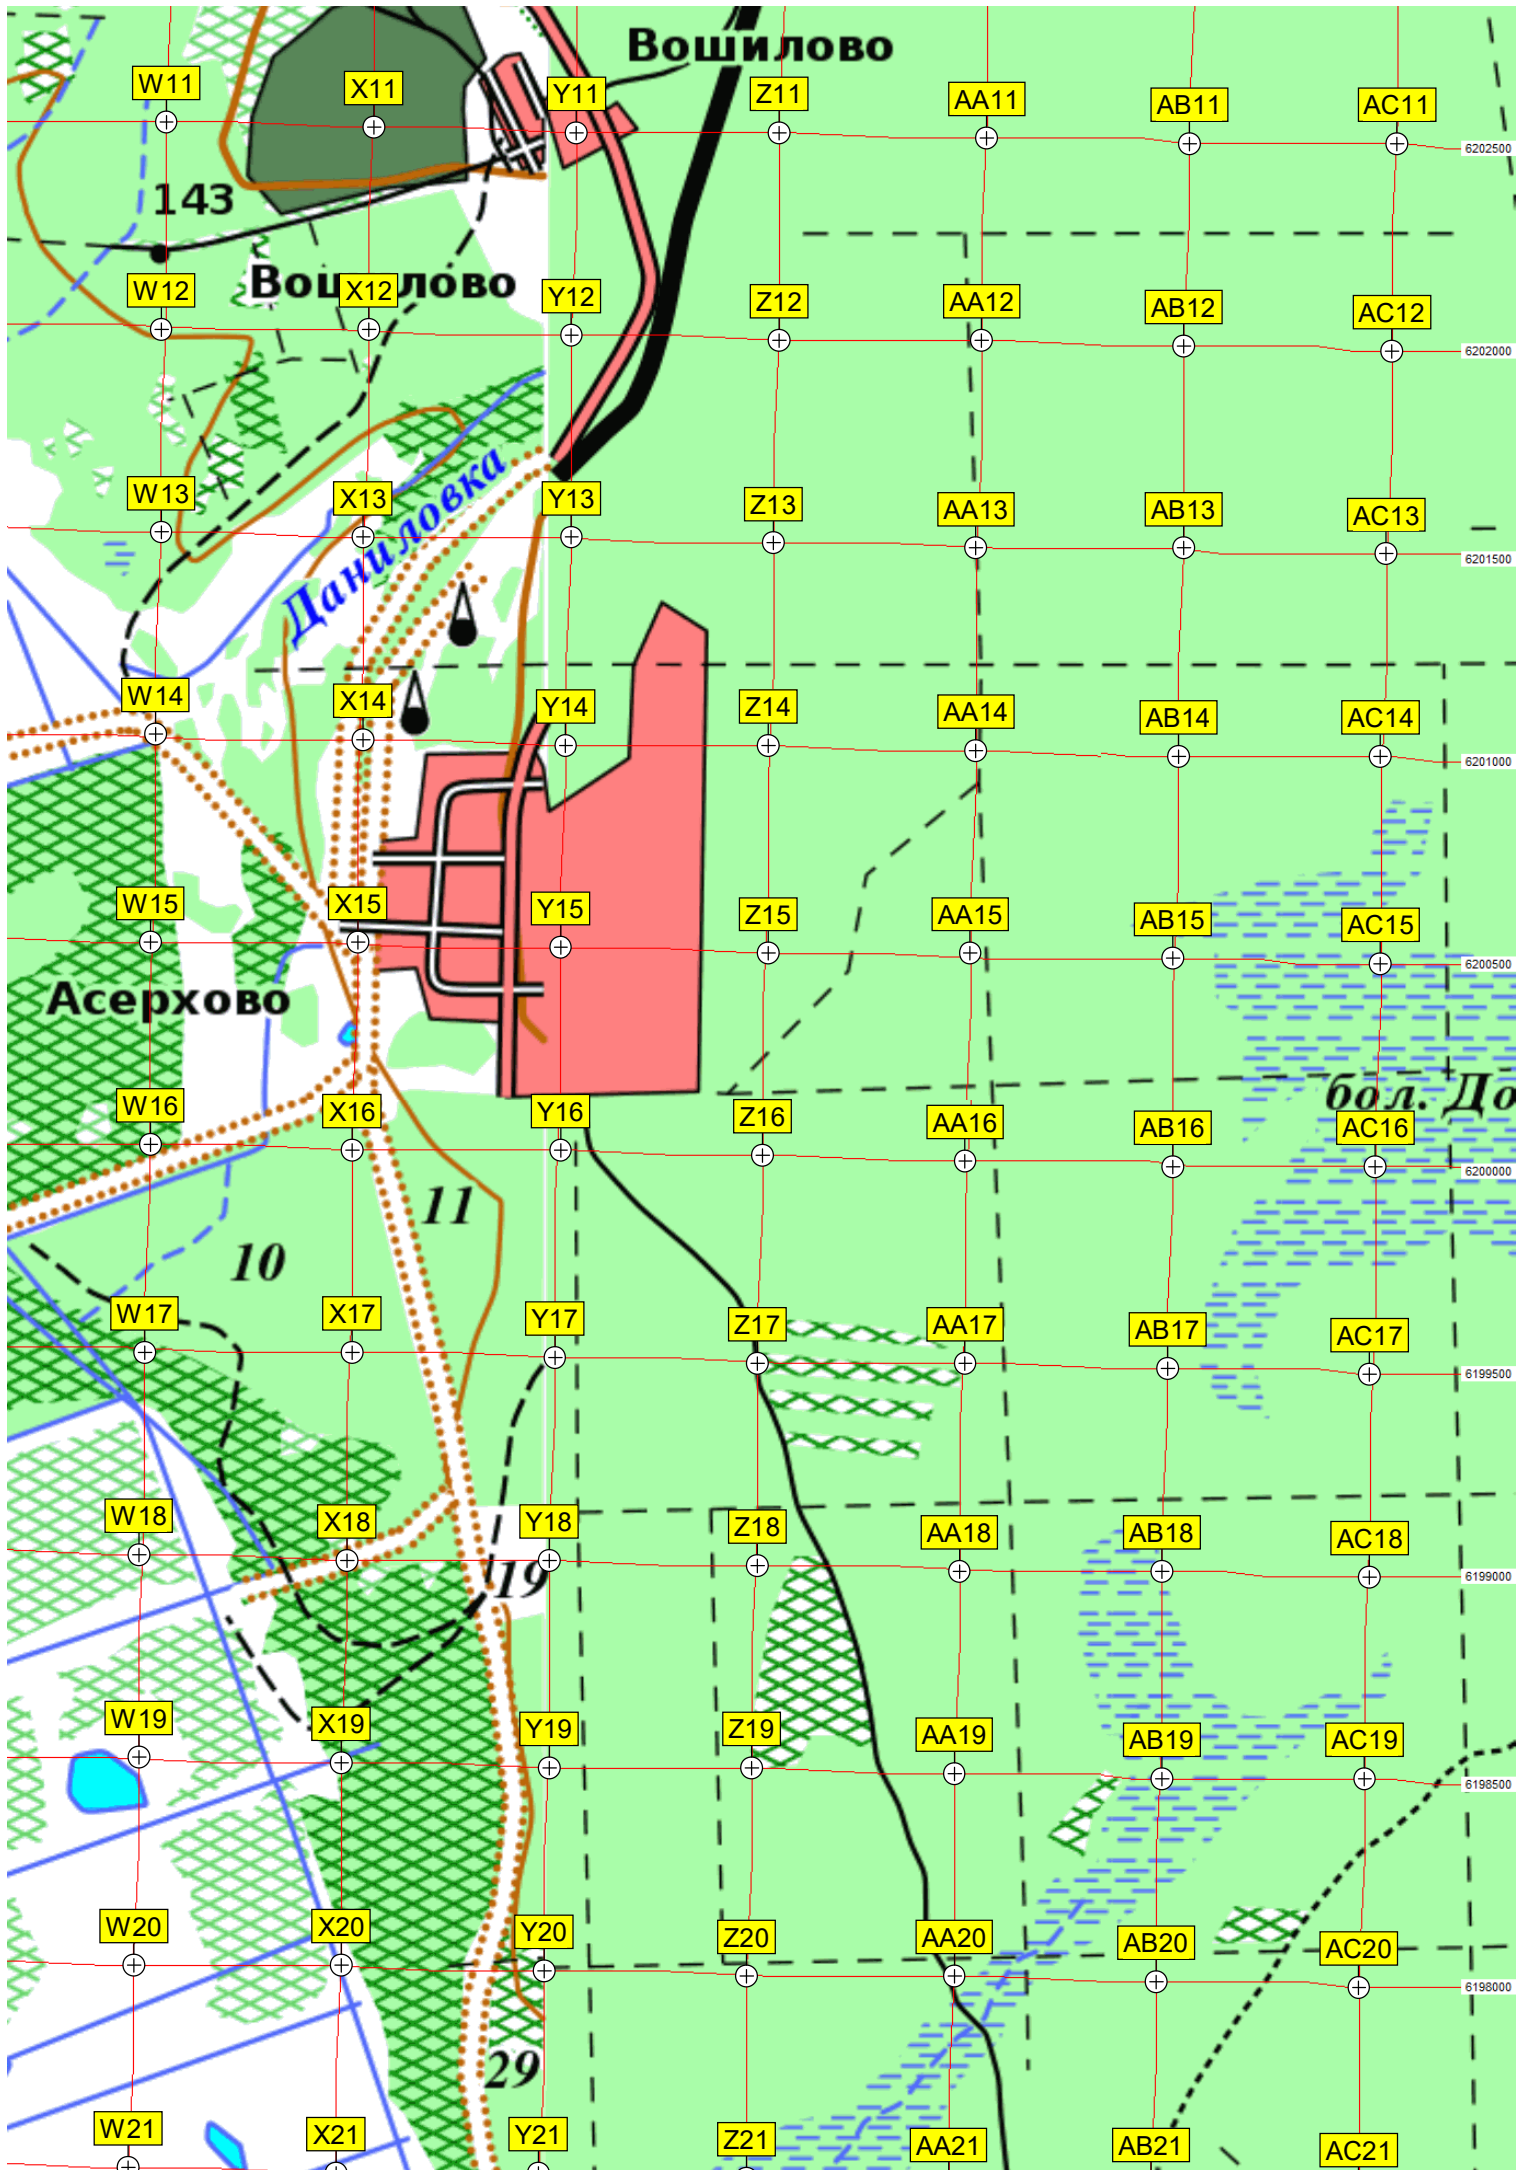 Вошилово
W11 X11 Y11 Z11 AA11 AB11 AC11
6202500
143
Вош лово
W12 X12 Y12 Z12 AA12 AB12 AC12
6202000
Даниловка
W13 X13 Y13 Z13 AA13 AB13 AC13
6201500
W14 X14 Y14 Z14 AA14 AB14 AC14
6201000
W15 X15 Y15 Z15 AA15 AB15 AC15
6200500
Асерхово
бол. До
W16 X16 Y16 Z16 AA16 AB16 AC16
6200000
11
10
W17 X17 Y17 Z17 AA17 AB17 AC17
6199500
W18 X18 Y18 Z18 AA18 AB18 AC18
6199000
19
W19 X19 Y19 Z19 AA19 AB19 AC19
6198500
W20 X20 Y20 Z20 AA20 AB20 AC20
6198000
29
W21 X21 Y21 Z21 AA21 AB21 AC21